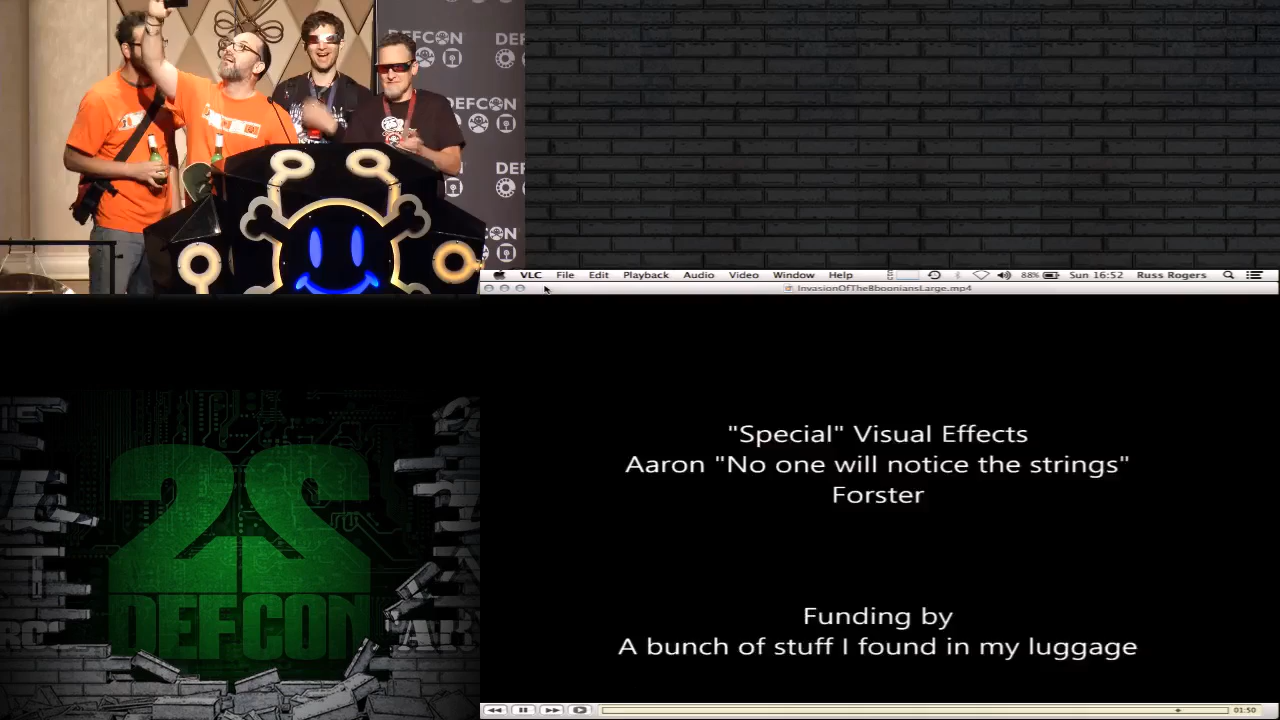 DEFCON
DEF
DEFCON
DEF
DEFCON
VLC File Edit Playback Audio Video Window Help 88% Sun 16:52 Russ Rogers
InvasionOfTheBbooniansLarge.mp4
"Special" Visual Effects
Aaron "No one will notice the strings"
Forster
Funding by
A bunch of stuff I found in my luggage
01:50
22
DEFCON